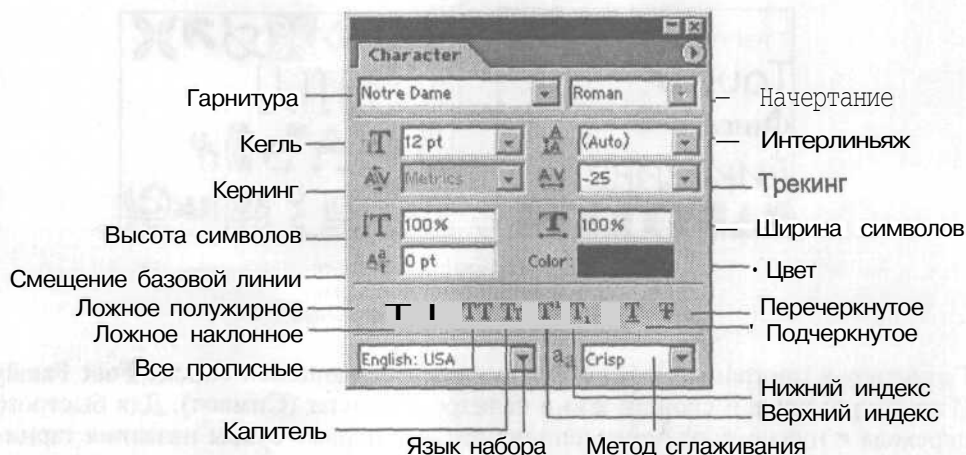 Character
Гарнитура Notre Dame Roman Начертание
Кегль 12 pt (Auto) Интерлиньяж
Кернинг Metrics -25 Трекинг
Высота символов 100% 100% Ширина символов
Смещение базовой линии 0 pt Color: Цвет
Ложное полужирное Перечеркнутое
Ложное наклонное Подчеркнутое
Все прописные English: USA aa Crisp
Нижний индекс
Капитель Верхний индекс
Язык набора Метод сглаживания